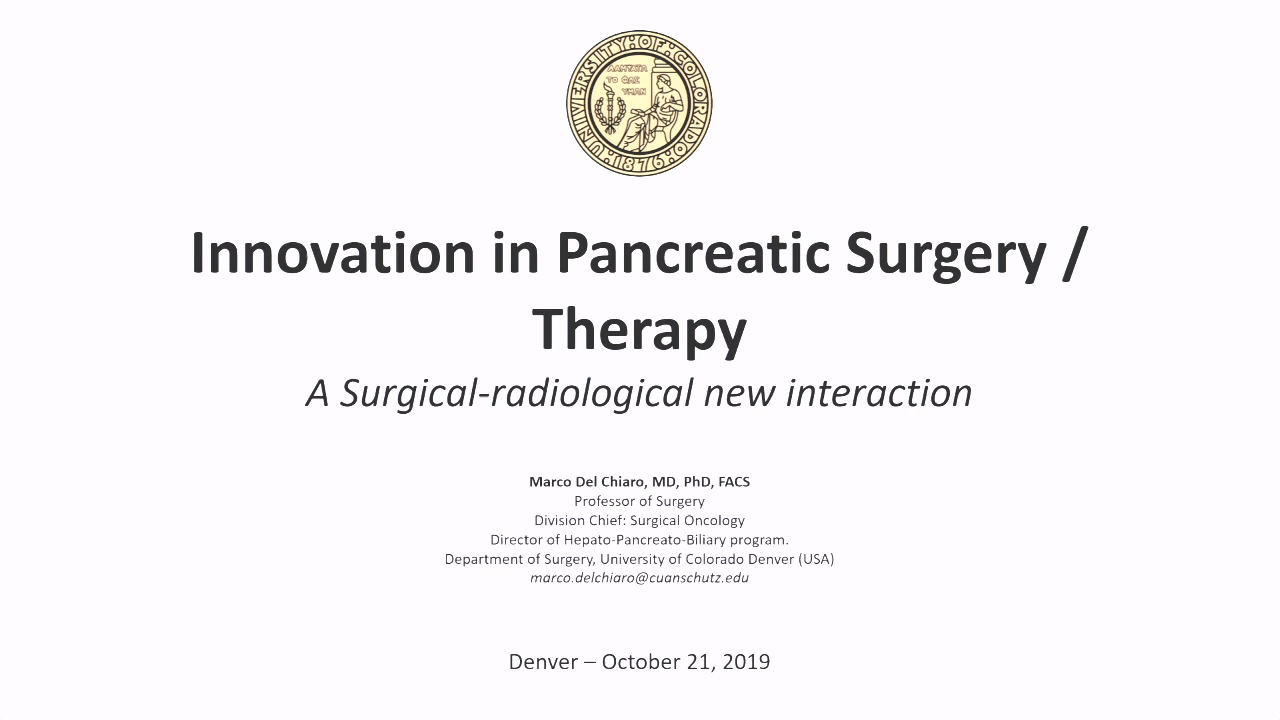 UNIVERSITY OF COLORADO
1876
Innovation in Pancreatic Surgery /
Therapy
A Surgical-radiological new interaction
Marco Del Chiaro, MD, PhD, FACS
Professor of Surgery
Division Chief: Surgical Oncology
Director of Hepato-Pancreato-Biliary program.
Department of Surgery, University of Colorado Denver (USA)
marco.delchiaro@cuanschutz.edu
Denver – October 21, 2019